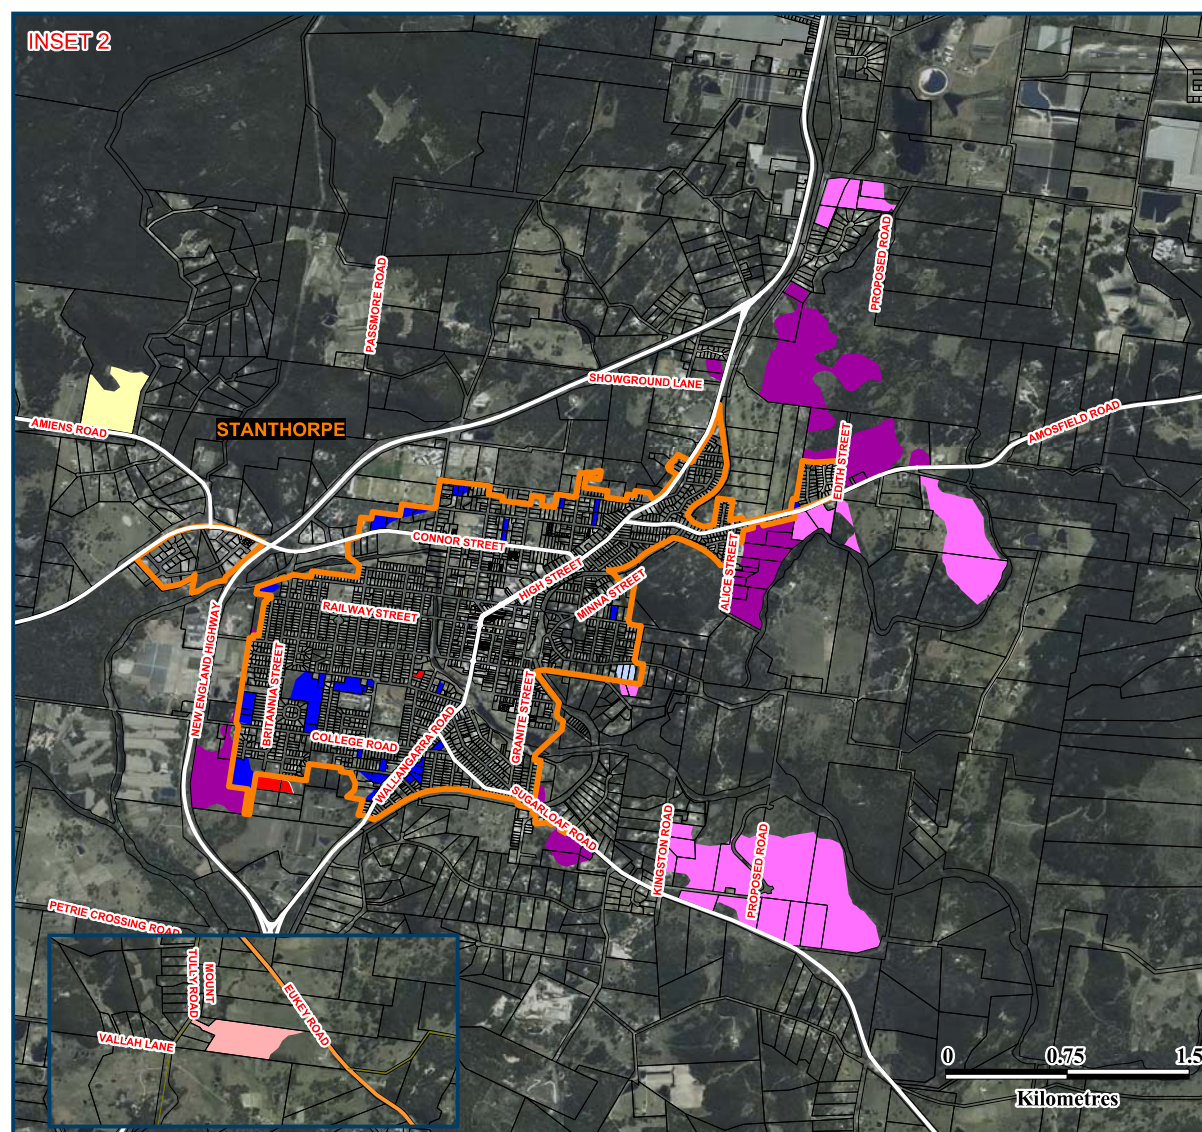 INSET 2
PROPOSED ROAD
PASSMORE ROAD
SHOWGROUND LANE
AMIENS ROAD
STANTHORPE
AMOSFIELD ROAD
EDITH STREET
CONNOR STREET
HIGH STREET
ALICE STREET
MINNA STREET
RAILWAY STREET
NEW ENGLAND HIGHWAY
BRITANNIA STREET
GRANITE STREET
COLLEGE ROAD
WALLANGARRA ROAD
SUGARLOAF ROAD
KINGSTON ROAD
PROPOSED ROAD
PETRIE CROSSING ROAD
MOUNT
TULLY ROAD
EUKEY ROAD
VALLAH LANE
0 0.75 1.5
Kilometres